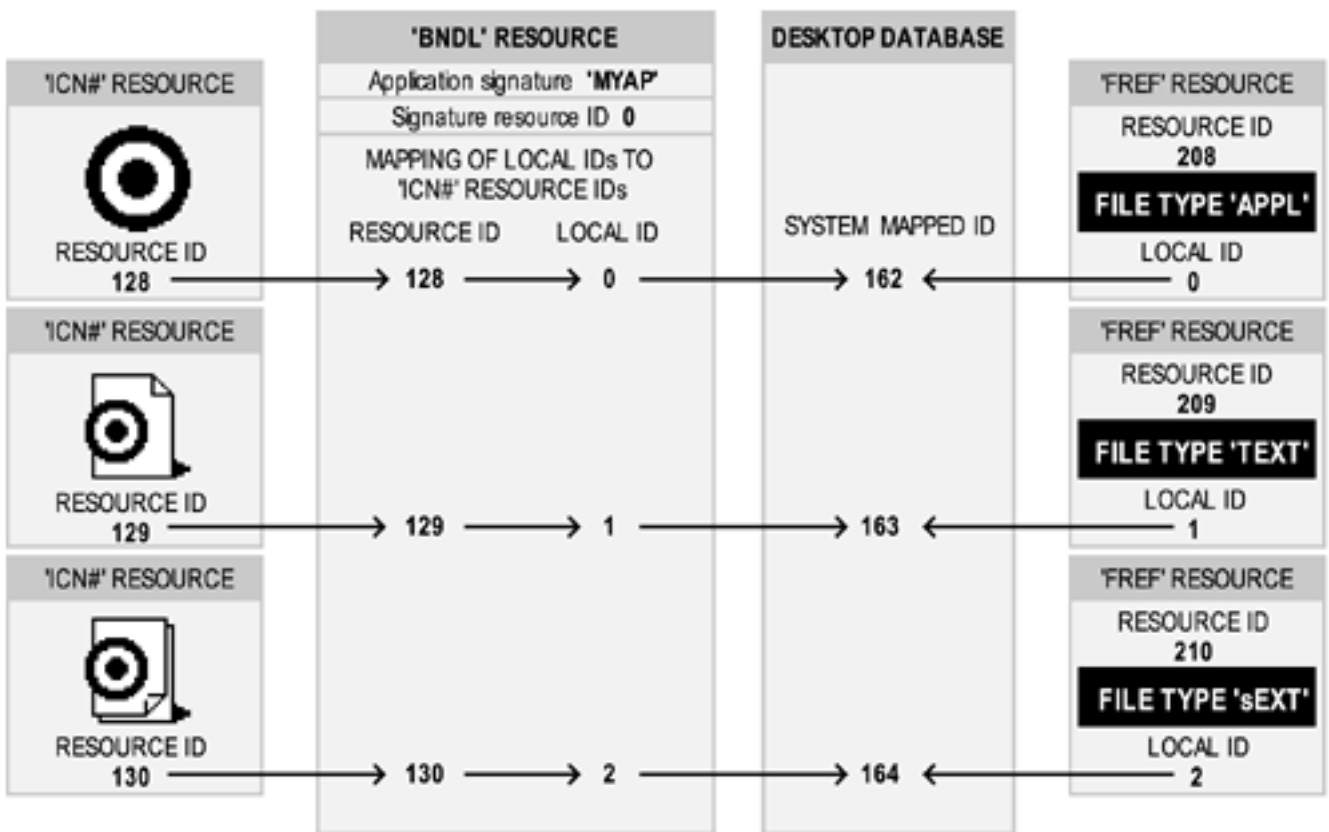 'ICN#' RESOURCE
RESOURCE ID
128
'ICN#' RESOURCE
RESOURCE ID
129
'ICN#' RESOURCE
RESOURCE ID
130
'BNDL' RESOURCE
Application signature 'MYAP'
Signature resource ID 0
MAPPING OF LOCAL IDs TO
'ICN#' RESOURCE IDs
RESOURCE ID LOCAL ID
128 0
129 1
130 2
DESKTOP DATABASE
SYSTEM MAPPED ID
162
163
164
'FREF' RESOURCE
RESOURCE ID
208
FILE TYPE 'APPL'
LOCAL ID
0
'FREF' RESOURCE
RESOURCE ID
209
FILE TYPE 'TEXT'
LOCAL ID
1
'FREF' RESOURCE
RESOURCE ID
210
FILE TYPE 'sEXT'
LOCAL ID
2